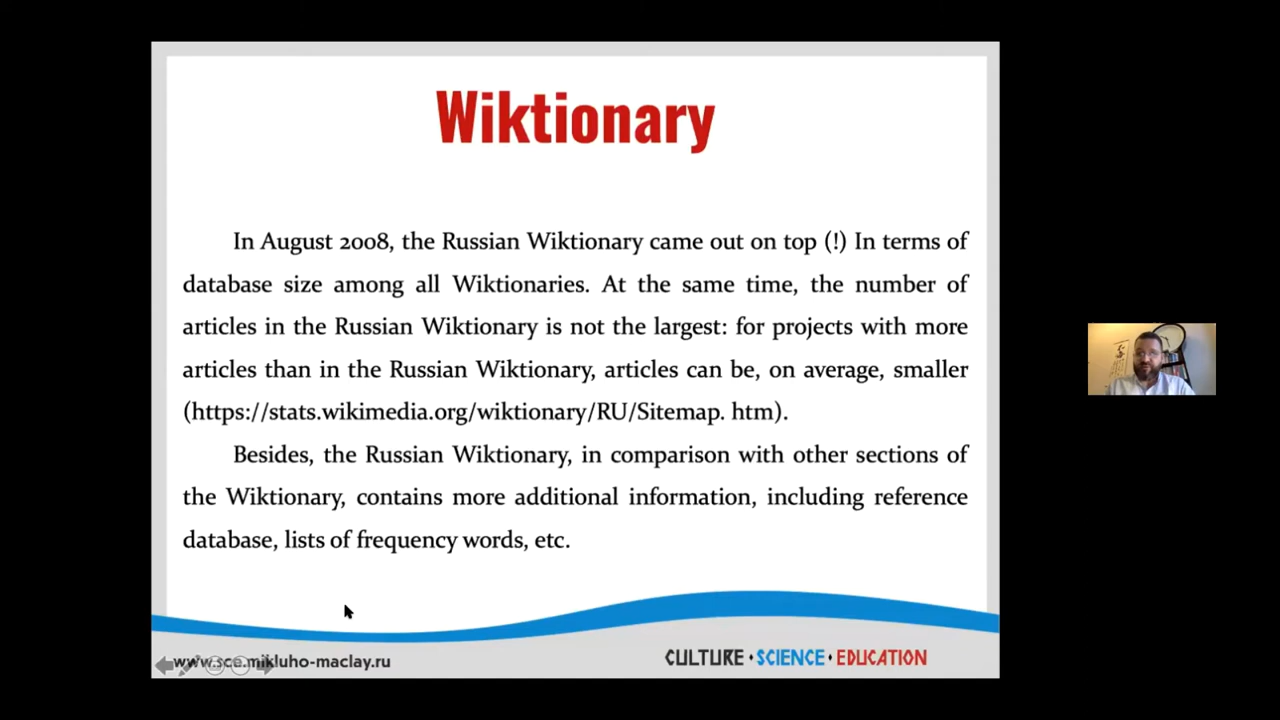 Wiktionary
In August 2008, the Russian Wiktionary came out on top (!) In terms of
database size among all Wiktionaries. At the same time, the number of
articles in the Russian Wiktionary is not the largest: for projects with more
articles than in the Russian Wiktionary, articles can be, on average, smaller
(https://stats.wikimedia.org/wiktionary/RU/Sitemap. htm).
Besides, the Russian Wiktionary, in comparison with other sections of
the Wiktionary, contains more additional information, including reference
database, lists of frequency words, etc.
www.sce.mikluho-maclay.ru
CULTURE · SCIENCE · EDUCATION